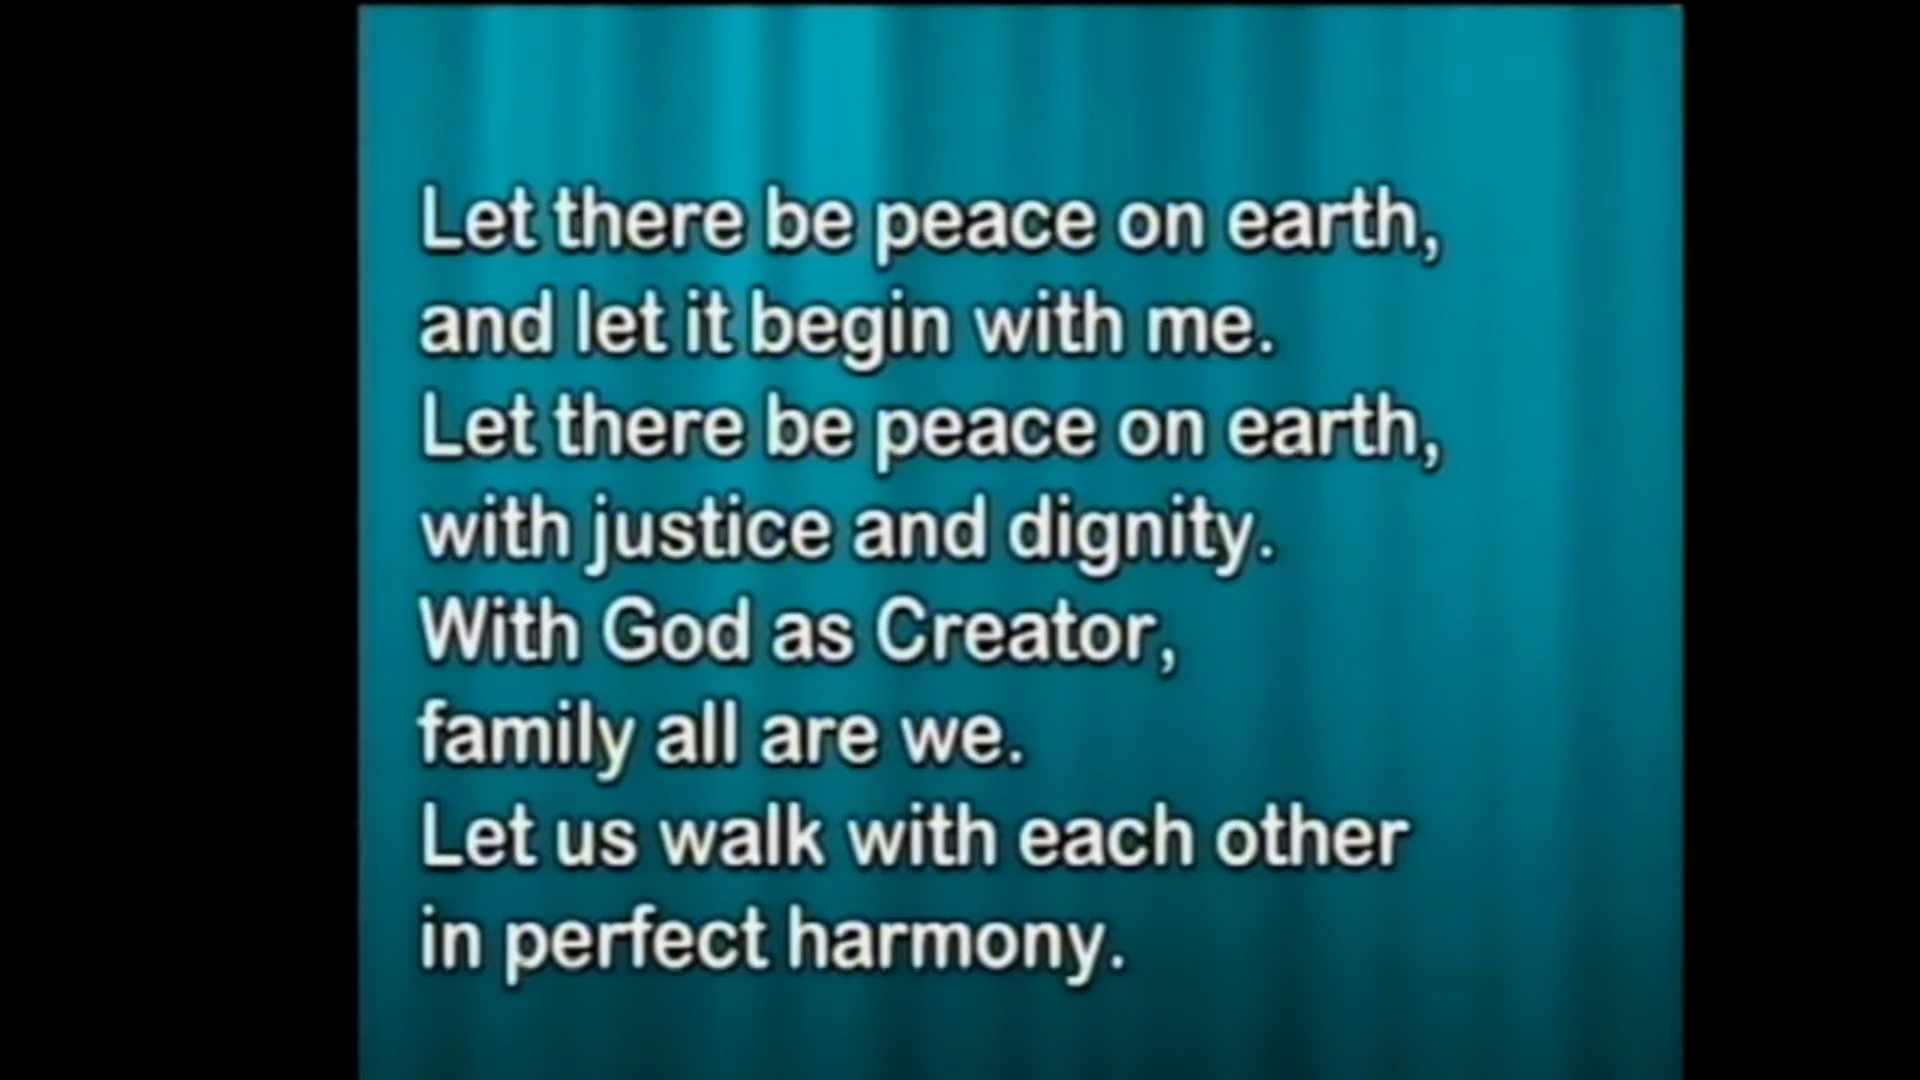 Let there be peace on earth,
and let it begin with me.
Let there be peace on earth,
with justice and dignity.
With God as Creator,
family all are we.
Let us walk with each other
in perfect harmony.